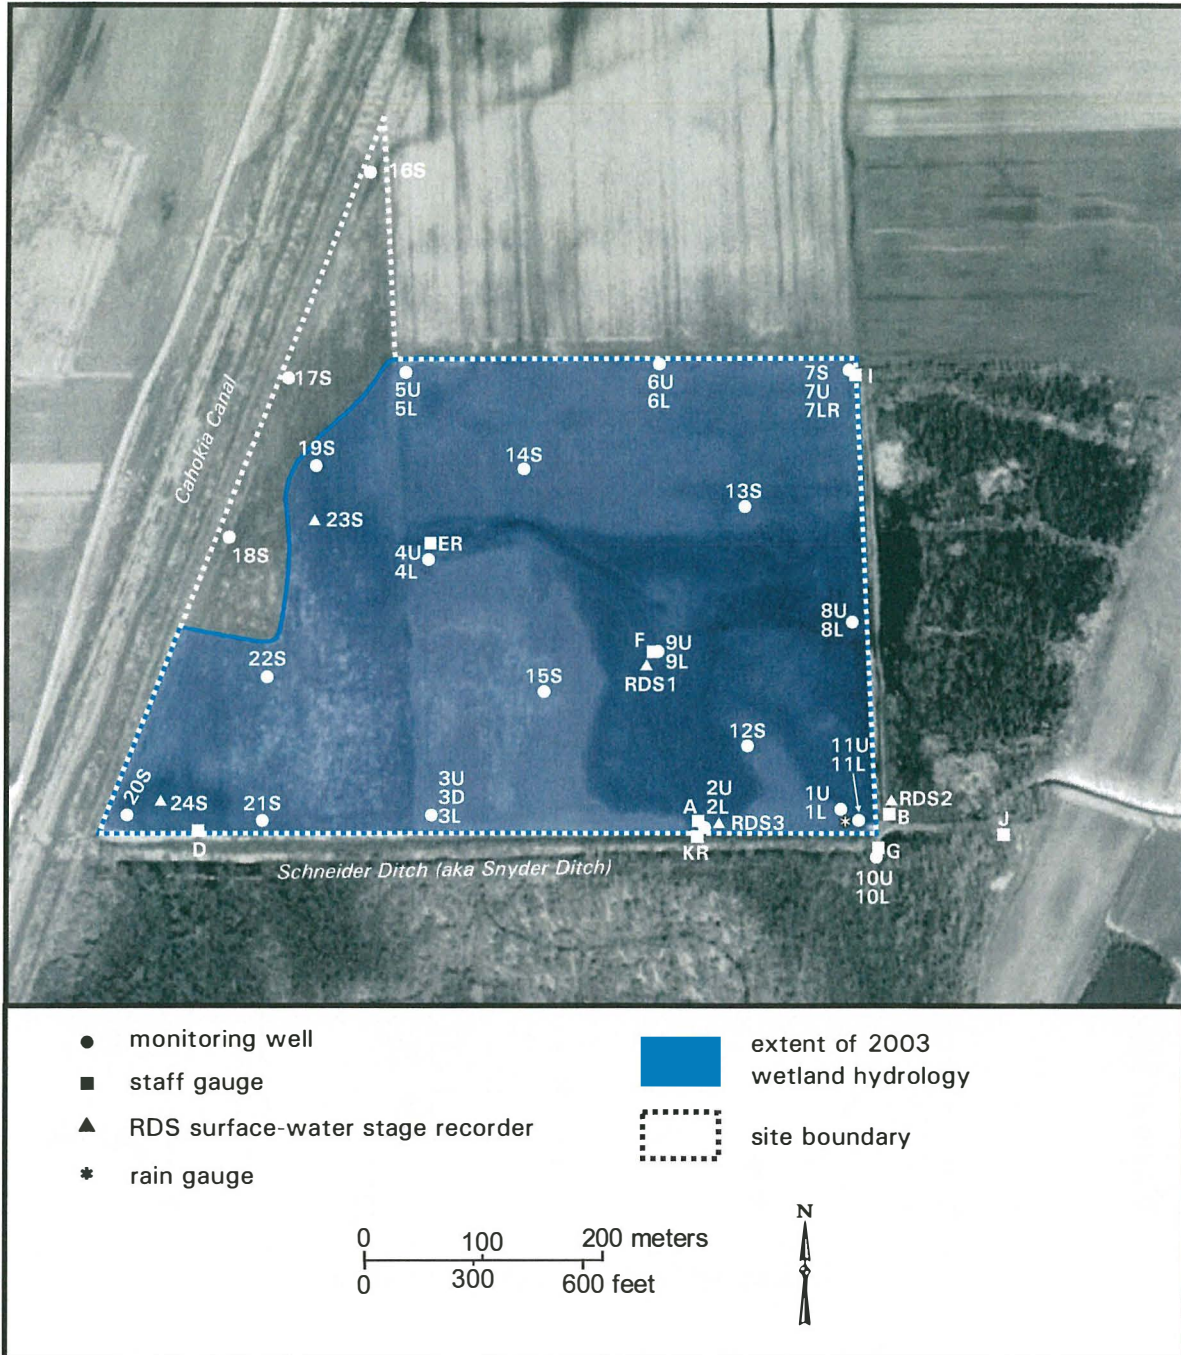 16S
17S
5U
5L
6U
6L
7S
7U
7LR
I
Cahokia Canal
19S
14S
13S
23S
18S
ER
4U
4L
8U
8L
F
9U
9L
RDS1
22S
15S
12S
11U
11L
20S
24S
21S
3U
3D
3L
2U
2L
A
RDS3
1U
1L
*
RDS2
B
J
D
KR
G
Schneider Ditch (aka Snyder Ditch)
10U
10L
monitoring well
staff gauge
RDS surface-water stage recorder
* rain gauge
extent of 2003
wetland hydrology
site boundary
0 100 200 meters
0 300 600 feet
N